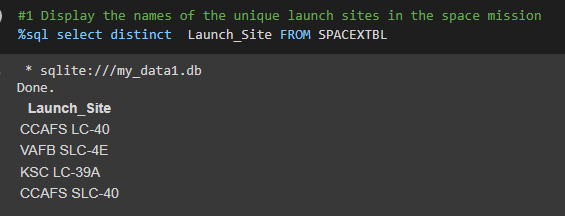 #1 Display the names of the unique launch sites in the space mission
%sql select distinct  Launch_Site FROM SPACEXTBL
* sqlite:///my_data1.db
Done.
Launch_Site
CCAFS LC-40
VAFB SLC-4E
KSC LC-39A
CCAFS SLC-40